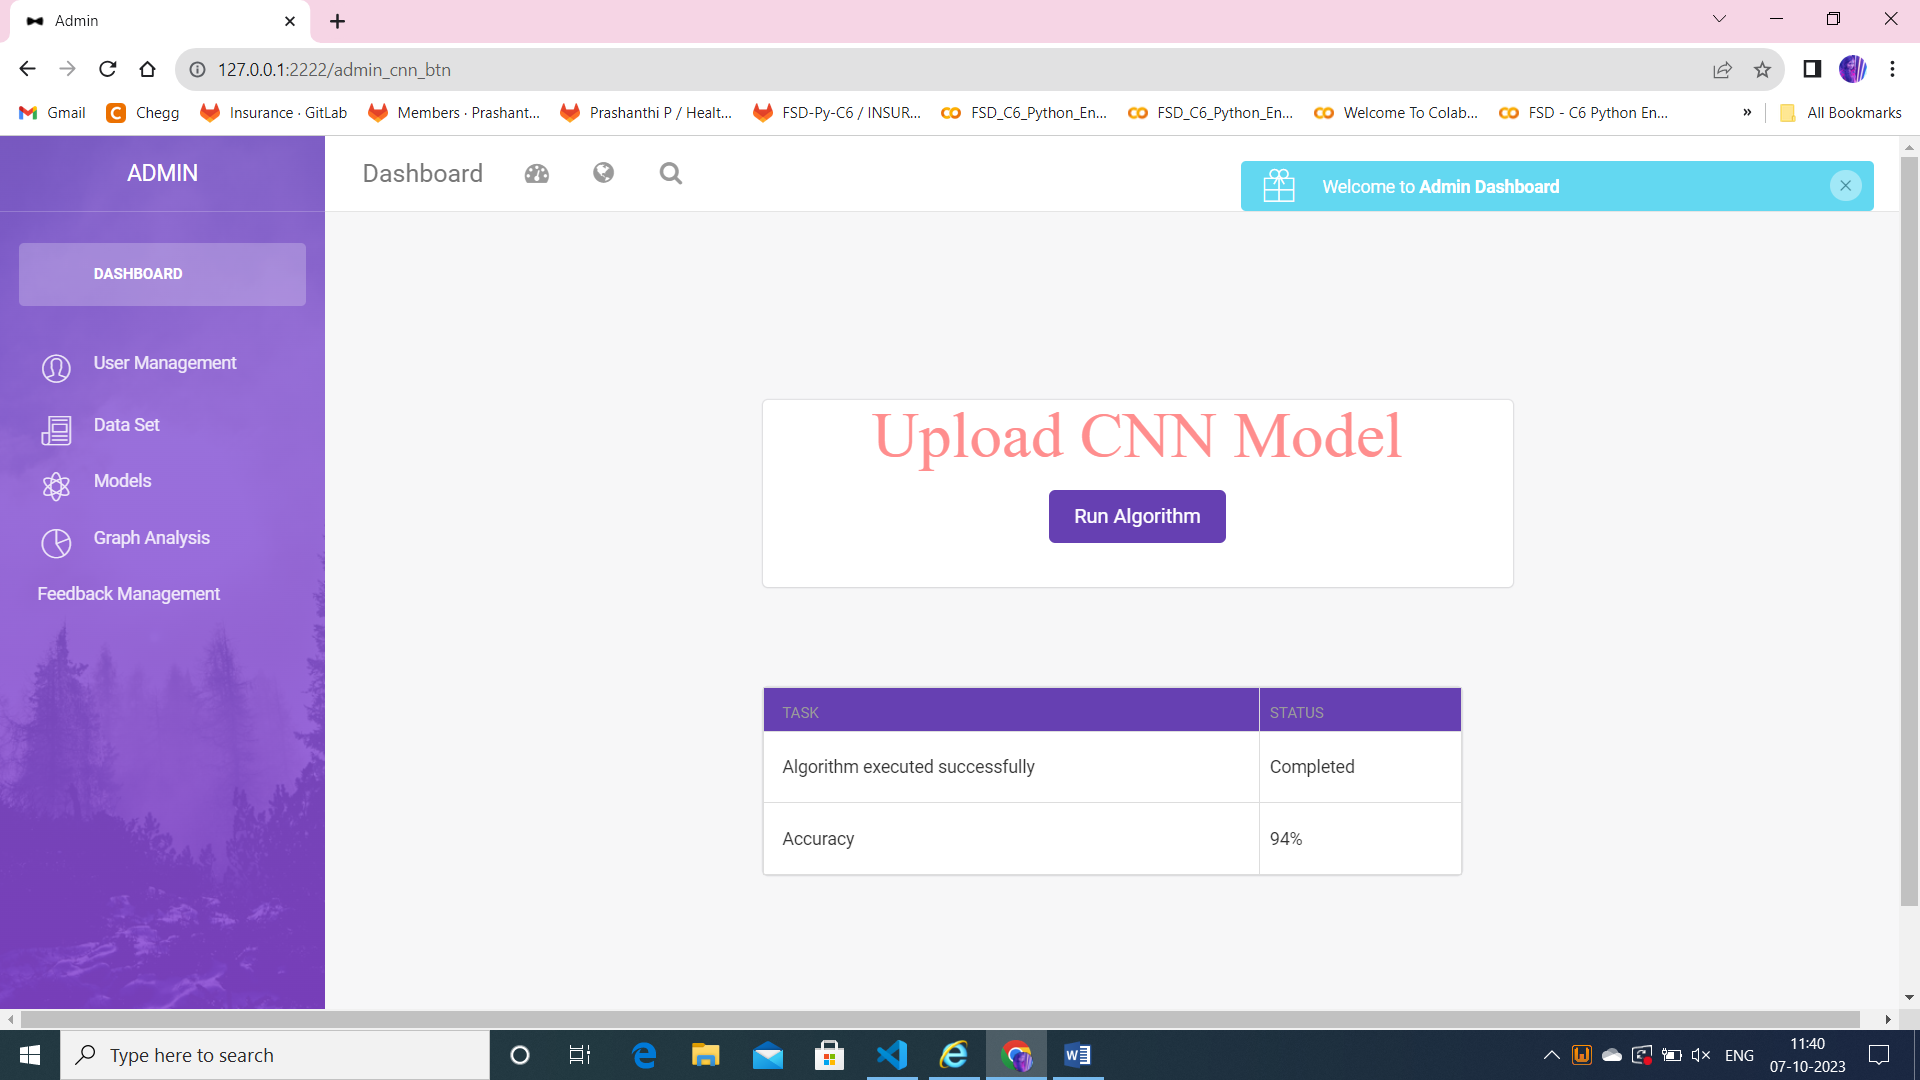 Admin
127.0.0.1:2222/admin_cnn_btn
Gmail
Chegg
Insurance · GitLab
Members · Prashant...
Prashanthi P / Healt...
FSD-Py-C6 / INSUR...
FSD_C6_Python_En...
FSD_C6_Python_En...
Welcome To Colab...
FSD - C6 Python En...
»
All Bookmarks
ADMIN
Dashboard
Welcome to Admin Dashboard
DASHBOARD
User Management
Data Set
Models
Graph Analysis
Feedback Management
Upload CNN Model
Run Algorithm
TASK STATUS
Algorithm executed successfully Completed
Accuracy 94%
Type here to search
ENG
11:40
07-10-2023